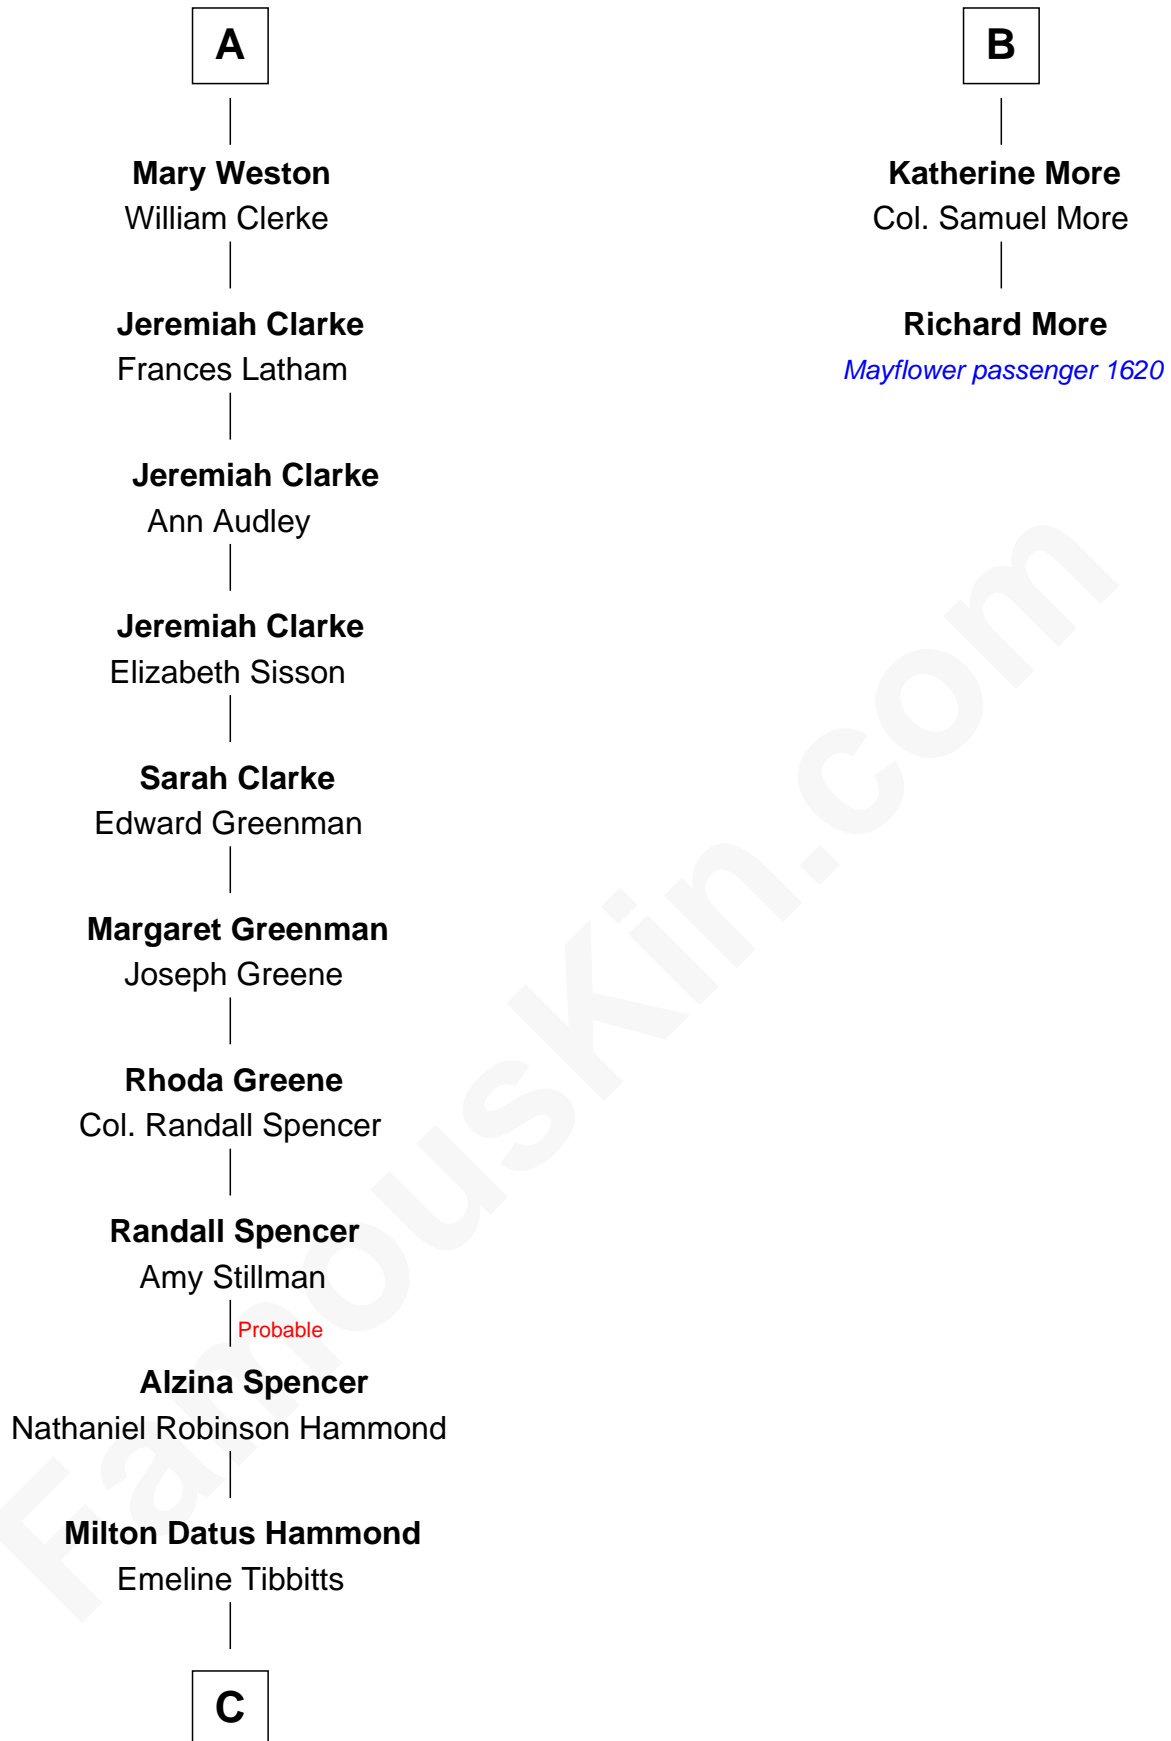 A
Mary Weston
William Clerke
Jeremiah Clarke
Frances Latham
Jeremiah Clarke
Ann Audley
Jeremiah Clarke
Elizabeth Sisson
Sarah Clarke
Edward Greenman
Margaret Greenman
Joseph Greene
Rhoda Greene
Col. Randall Spencer
Randall Spencer
Amy Stillman
Probable
Alzina Spencer
Nathaniel Robinson Hammond
Milton Datus Hammond
Emeline Tibbitts
C
B
Katherine More
Col. Samuel More
Richard More
Mayflower passenger 1620
FamousKin.com